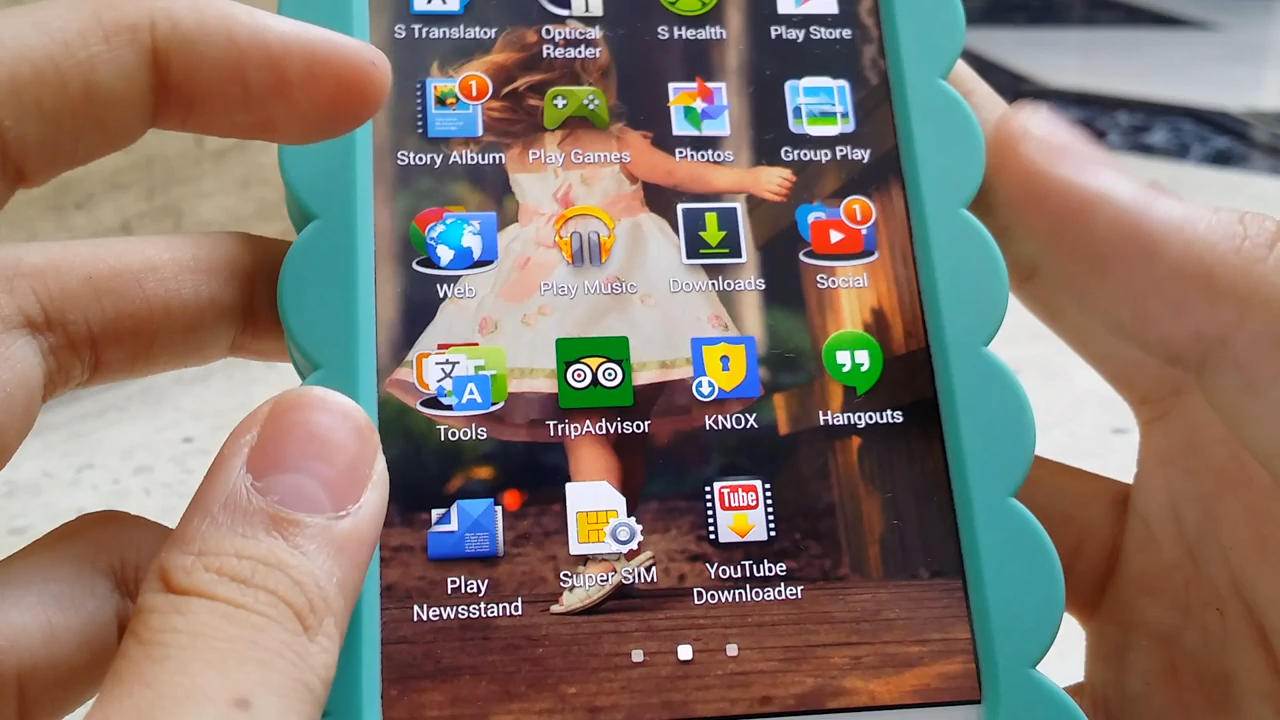 S Translator
Optical
Reader
S Health
Play Store
1
Story Album
Play Games
Photos
Group Play
Web
Play Music
Downloads
1
Social
文
A
Tools
TripAdvisor
KNOX
Hangouts
Play
Newsstand
Super SIM
Tube
YouTube
Downloader